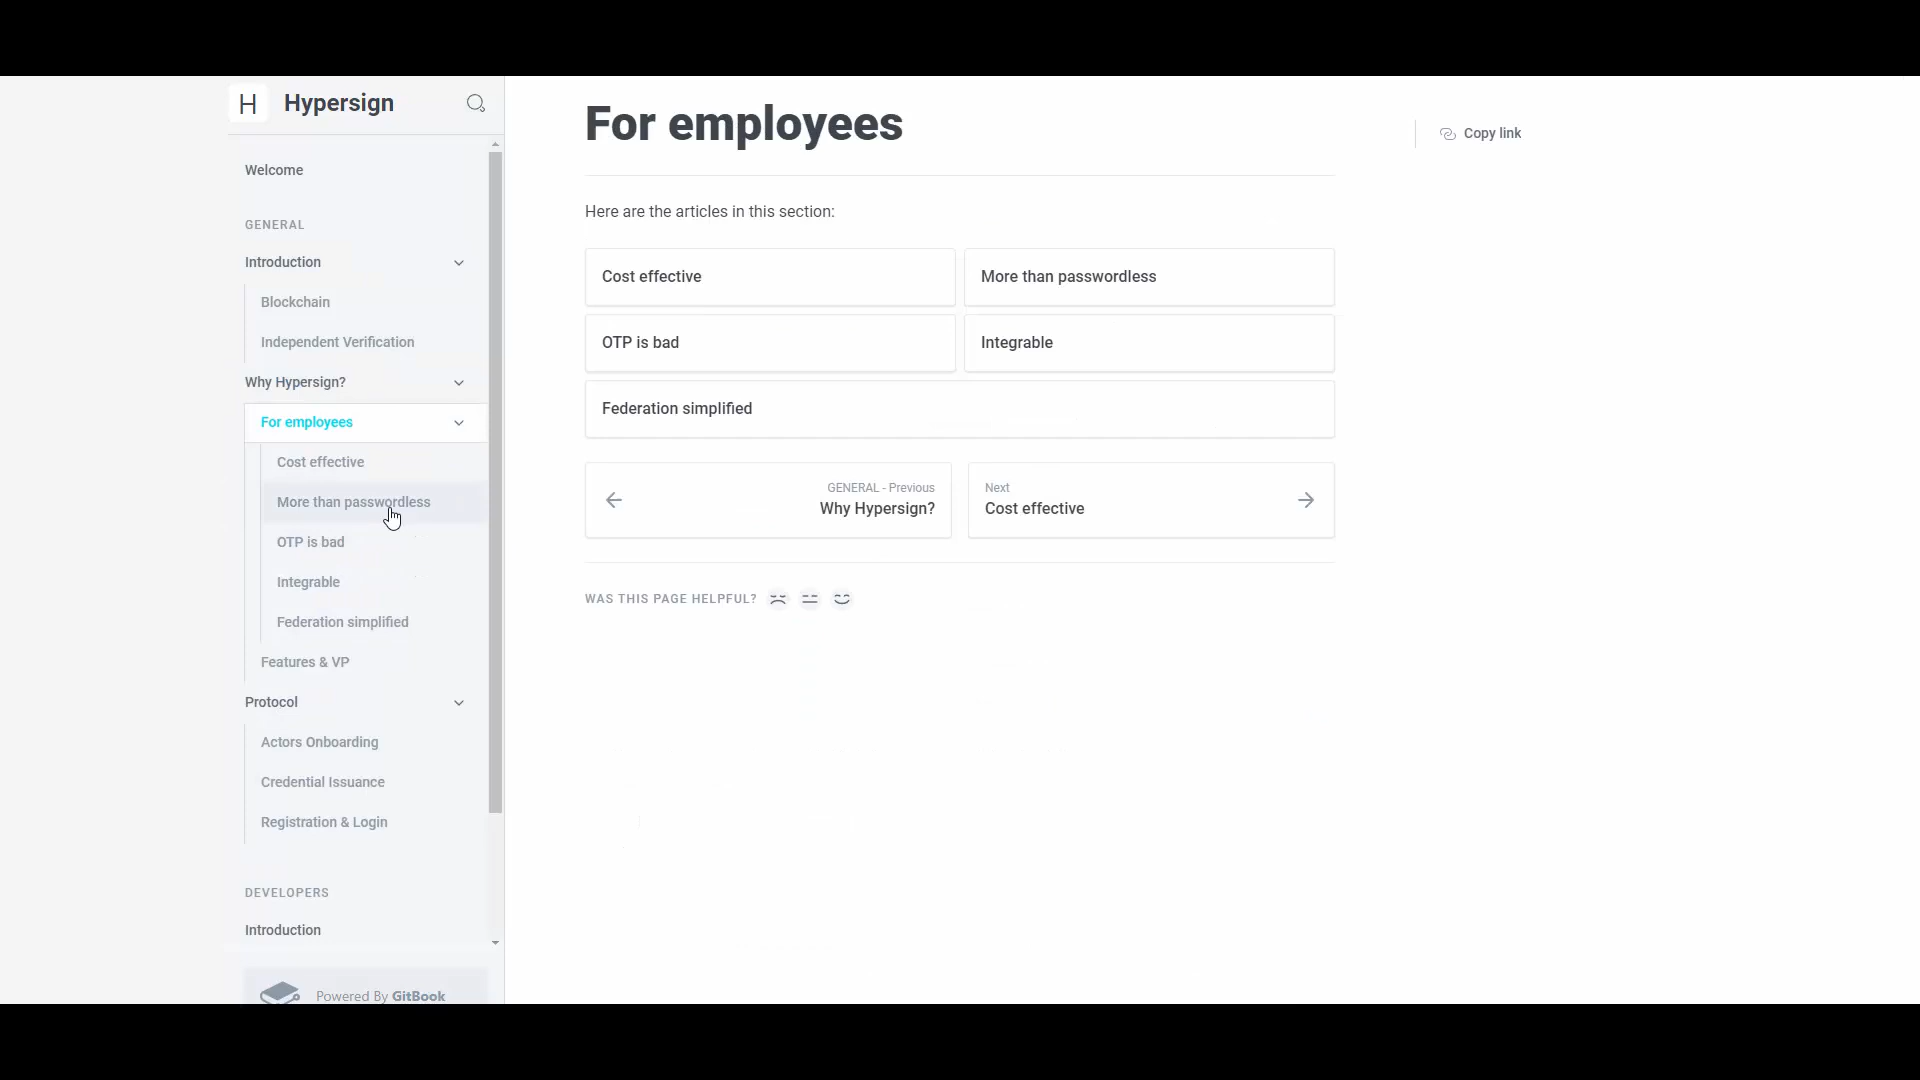 H Hypersign
Welcome
GENERAL
Introduction
Blockchain
Independent Verification
Why Hypersign?
For employees
Cost effective
More than passwordless
OTP is bad
Integrable
Federation simplified
Features & VP
Protocol
Actors Onboarding
Credential Issuance
Registration & Login
DEVELOPERS
Introduction
Powered By GitBook
For employees
Copy link
Here are the articles in this section:
Cost effective
More than passwordless
OTP is bad
Integrable
Federation simplified
GENERAL - Previous
Why Hypersign?
Next
Cost effective
WAS THIS PAGE HELPFUL?